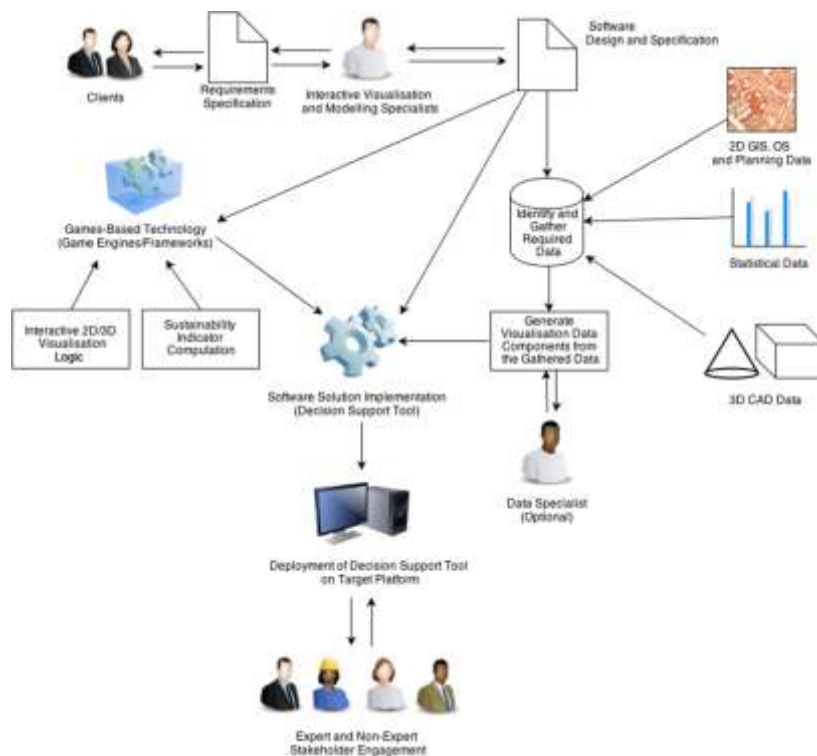 Clients
Requirements
Specification
Interactive Visualisation
and Modelling Specialists
Software
Design and Specification
2D GIS, OS
and Planning Data
Statistical Data
3D CAD Data
Identify and
Gather
Required
Data
Games-Based Technology
(Game Engines/Frameworks)
Interactive 2D/3D
Visualisation
Logic
Sustainability
Indicator
Computation
Generate
Visualisation Data
Components from
the Gathered Data
Software Solution Implementation
(Decision Support Tool)
Data Specialist
(Optional)
Deployment of Decision Support Tool
on Target Platform
Expert and Non-Expert
Stakeholder Engagement